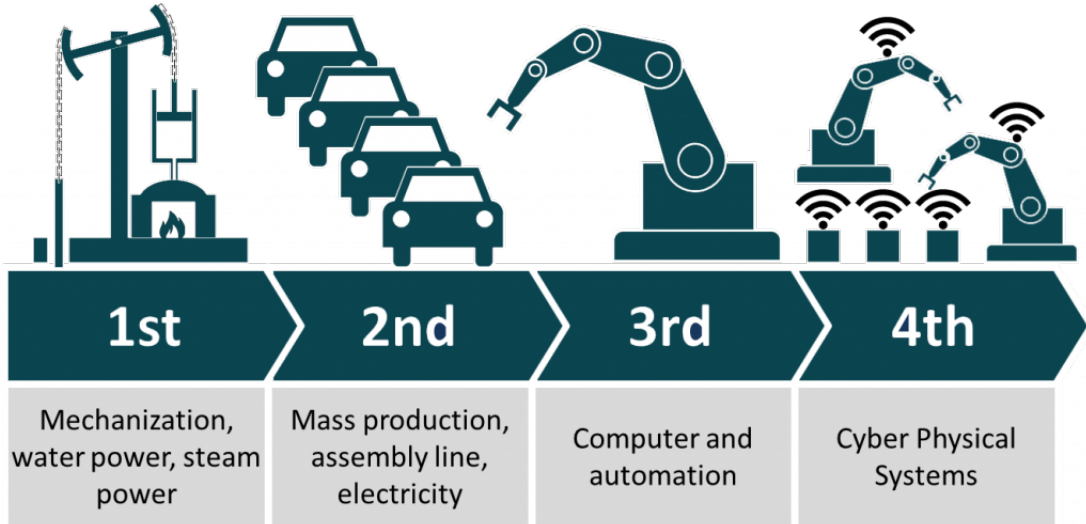 1st
2nd
3rd
4th
Mechanization,
water power, steam
power
Mass production,
assembly line,
electricity
Computer and
automation
Cyber Physical
Systems